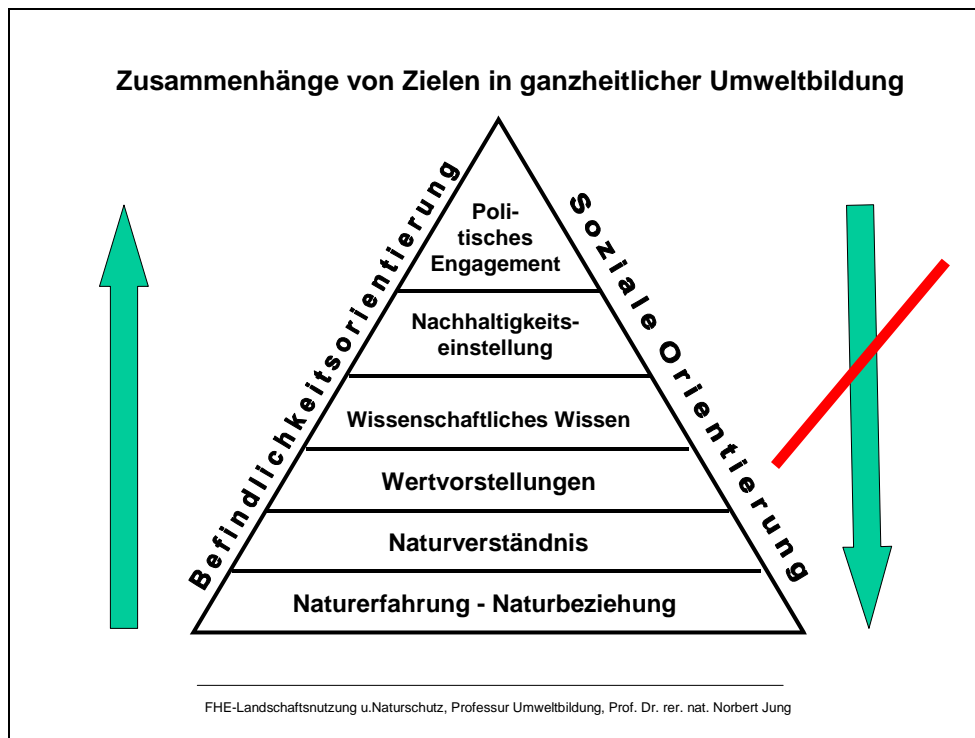 Zusammenhänge von Zielen in ganzheitlicher Umweltbildung
Befindlichkeitsorientierung
Soziale Orientierung
Poli-
tisches
Engagement
Nachhaltigkeits-
einstellung
Wissenschaftliches Wissen
Wertvorstellungen
Naturverständnis
Naturerfahrung - Naturbeziehung
FHE-Landschaftsnutzung u.Naturschutz, Professur Umweltbildung, Prof. Dr. rer. nat. Norbert Jung